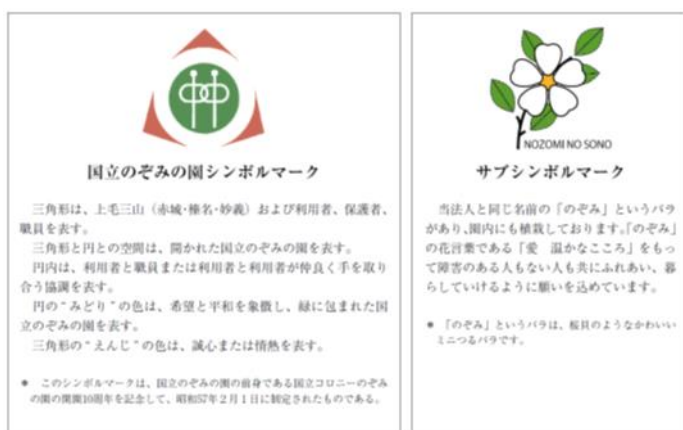 国立のぞみの園シンボルマーク
三角形は、上毛三山（赤城・榛名・妙義）および利用者、保護者、
職員を表す。
三角形と円との空間は、開かれた国立のぞみの園を表す。
円内は、利用者と職員または利用者と利用者が仲良く手を取り
合う協調を表す。
円の“みどり”の色は、希望と平和を象徴し、緑に包まれた国
立のぞみの園を表す。
三角形の“えんじ”の色は、誠心または情熱を表す。
* このシンボルマークは、国立のぞみの園の前身である国立コロニーのぞみ
の園の開園10周年を記念して、昭和57年２月１日に制定されたものである。
NOZOMI NO SONO
サブシンボルマーク
当法人と同じ名前の「のぞみ」というバラ
があり、園内にも植栽しております。「のぞみ」
の花言葉である「愛 温かなこころ」をもっ
て障害のある人もない人も共にふれあい、暮
らしていけるように願いを込めています。
* 「のぞみ」というバラは、桜貝のようなかわいい
ミニつるバラです。